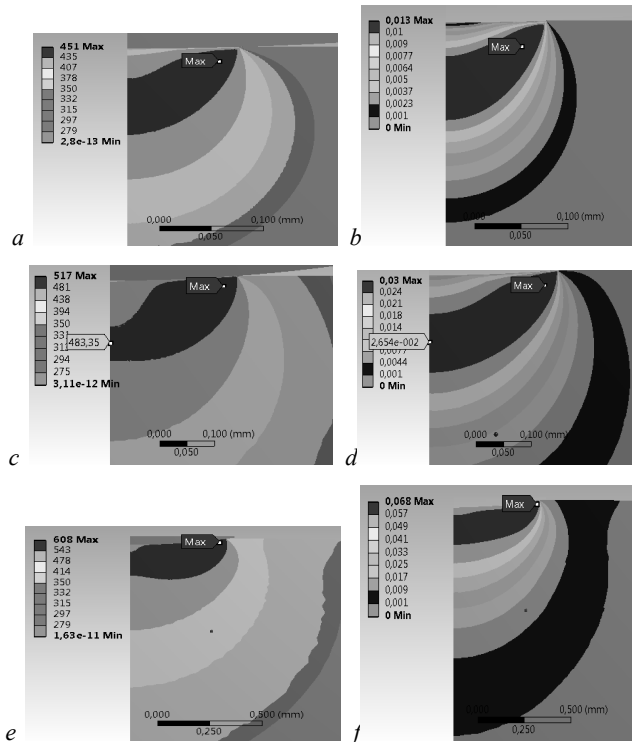 451 Max
435
407
378
350
332
315
297
279
2,8e-13 Min
Max
0,000 0,100 (mm)
0,050
a
0,013 Max
0,01
0,009
0,0077
0,0064
0,005
0,0037
0,0023
0,001
0 Min
Max
0,100 (mm)
0,050
b
517 Max
481
438
394
350
331
483,35
294
275
3,11e-12 Min
Max
0,000 0,100 (mm)
0,050
c
0,03 Max
0,024
0,021
0,018
0,014
2,654e-002
0,0044
0,001
0 Min
Max
0,000 0,100 (mm)
0,050
d
608 Max
543
478
414
350
332
315
297
279
1,63e-11 Min
Max
0,000 0,500 (mm)
0,250
e
0,068 Max
0,057
0,049
0,041
0,033
0,025
0,017
0,009
0,001
0 Min
Max
0,000 0,500 (mm)
0,250
f